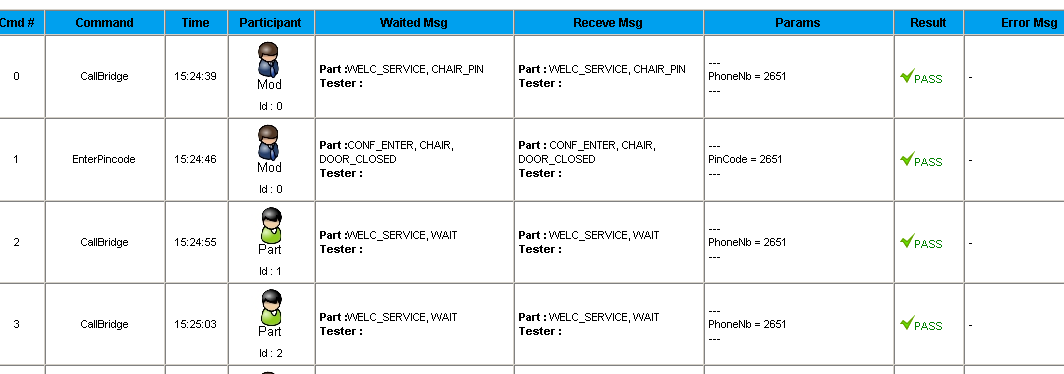 Cmd # Command Time Participant Waited Msg Receve Msg Params Result Error Msg
0 CallBridge 15:24:39 Mod Id : 0
Part :WELC_SERVICE, CHAIR_PIN
Tester :
Part : WELC_SERVICE, CHAIR_PIN
Tester :
---
PhoneNb = 2651
---
PASS -
1 EnterPincode 15:24:46 Mod Id : 0
Part :CONF_ENTER, CHAIR,
DOOR_CLOSED
Tester :
Part : CONF_ENTER, CHAIR,
DOOR_CLOSED
Tester :
---
PinCode = 2651
---
PASS -
2 CallBridge 15:24:55 Part Id : 1
Part :WELC_SERVICE, WAIT
Tester :
Part : WELC_SERVICE, WAIT
Tester :
---
PhoneNb = 2651
---
PASS -
3 CallBridge 15:25:03 Part Id : 2
Part :WELC_SERVICE, WAIT
Tester :
Part : WELC_SERVICE, WAIT
Tester :
---
PhoneNb = 2651
---
PASS -